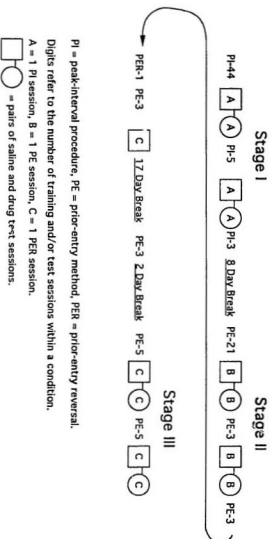 Stage I
Stage II
PI-44 A A PI-5 A A PI-3 8 Day Break PE-21 B B PE-3 B B PE-3
PER-1 PE-3 C 17 Day Break PE-3 2 Day Break PE-5 C C PE-5 C C
Stage III
PI = peak-interval procedure, PE = prior-entry method, PER = prior-entry reversal.
Digits refer to the number of training and/or test sessions within a condition.
A = 1 PI session, B = 1 PE session, C = 1 PER session.
= pairs of saline and drug test sessions.